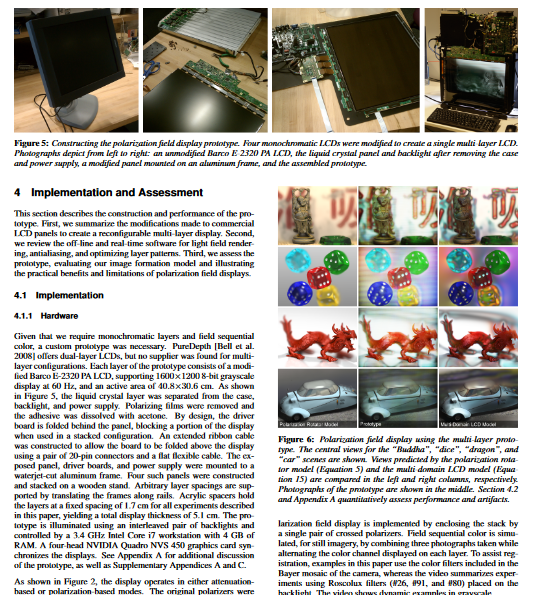 Figure 5: Constructing the polarization field display prototype. Four monochromatic LCDs were modified to create a single multi-layer LCD.
Photographs depict from left to right: an unmodified Barco E-2320 PA LCD, the liquid crystal panel and backlight after removing the case
and power supply, a modified panel mounted on an aluminum frame, and the assembled prototype.
4 Implementation and Assessment
This section describes the construction and performance of the pro-
totype. First, we summarize the modifications made to commercial
LCD panels to create a reconfigurable multi-layer display. Second,
we review the off-line and real-time software for light field render-
ing, antialiasing, and optimizing layer patterns. Third, we assess the
prototype, evaluating our image formation model and illustrating
the practical benefits and limitations of polarization field displays.
4.1 Implementation
4.1.1 Hardware
Given that we require monochromatic layers and field sequential
color, a custom prototype was necessary. PureDepth [Bell et al.
2008] offers dual-layer LCDs, but no supplier was found for multi-
layer configurations. Each layer of the prototype consists of a modi-
fied Barco E-2320 PA LCD, supporting 1600×1200 8-bit grayscale
display at 60 Hz, and an active area of 40.8×30.6 cm. As shown
in Figure 5, the liquid crystal layer was separated from the case,
backlight, and power supply. Polarizing films were removed and
the adhesive was dissolved with acetone. By design, the driver
board is folded behind the panel, blocking a portion of the display
when used in a stacked configuration. An extended ribbon cable
was constructed to allow the board to be folded above the display
using a pair of 20-pin connectors and a flat flexible cable. The ex-
posed panel, driver boards, and power supply were mounted to a
waterjet-cut aluminum frame. Four such panels were constructed
and stacked on a wooden stand. Arbitrary layer spacings are sup-
ported by translating the frames along rails. Acrylic spacers hold
the layers at a fixed spacing of 1.7 cm for all experiments described
in this paper, yielding a total display thickness of 5.1 cm. The pro-
totype is illuminated using an interleaved pair of backlights and
controlled by a 3.4 GHz Intel Core i7 workstation with 4 GB of
RAM. A four-head NVIDIA Quadro NVS 450 graphics card syn-
chronizes the displays. See Appendix A for additional discussion
of the prototype, as well as Supplementary Appendices A and C.
As shown in Figure 2, the display operates in either attenuation-
based or polarization-based modes. The original polarizers were
Polarization Rotator Model
Prototype
Multi-Domain LCD Model
Figure 6: Polarization field display using the multi-layer proto-
type. The central views for the "Buddha", "dice", "dragon", and
"car" scenes are shown. Views predicted by the polarization rota-
tor model (Equation 5) and the multi domain LCD model (Equa-
tion 15) are compared in the left and right columns, respectively.
Photographs of the prototype are shown in the middle. Section 4.2
and Appendix A quantitatively assess performance and artifacts.
larization field display is implemented by enclosing the stack by
a single pair of crossed polarizers. Field sequential color is simu-
lated, for still imagery, by combining three photographs taken while
alternating the color channel displayed on each layer. To assist reg-
istration, examples in this paper use the color filters included in the
Bayer mosaic of the camera, whereas the video summarizes exper-
iments using Roscolux filters (#26, #91, and #80) placed on the
backlight. The video shows dynamic examples in grayscale.